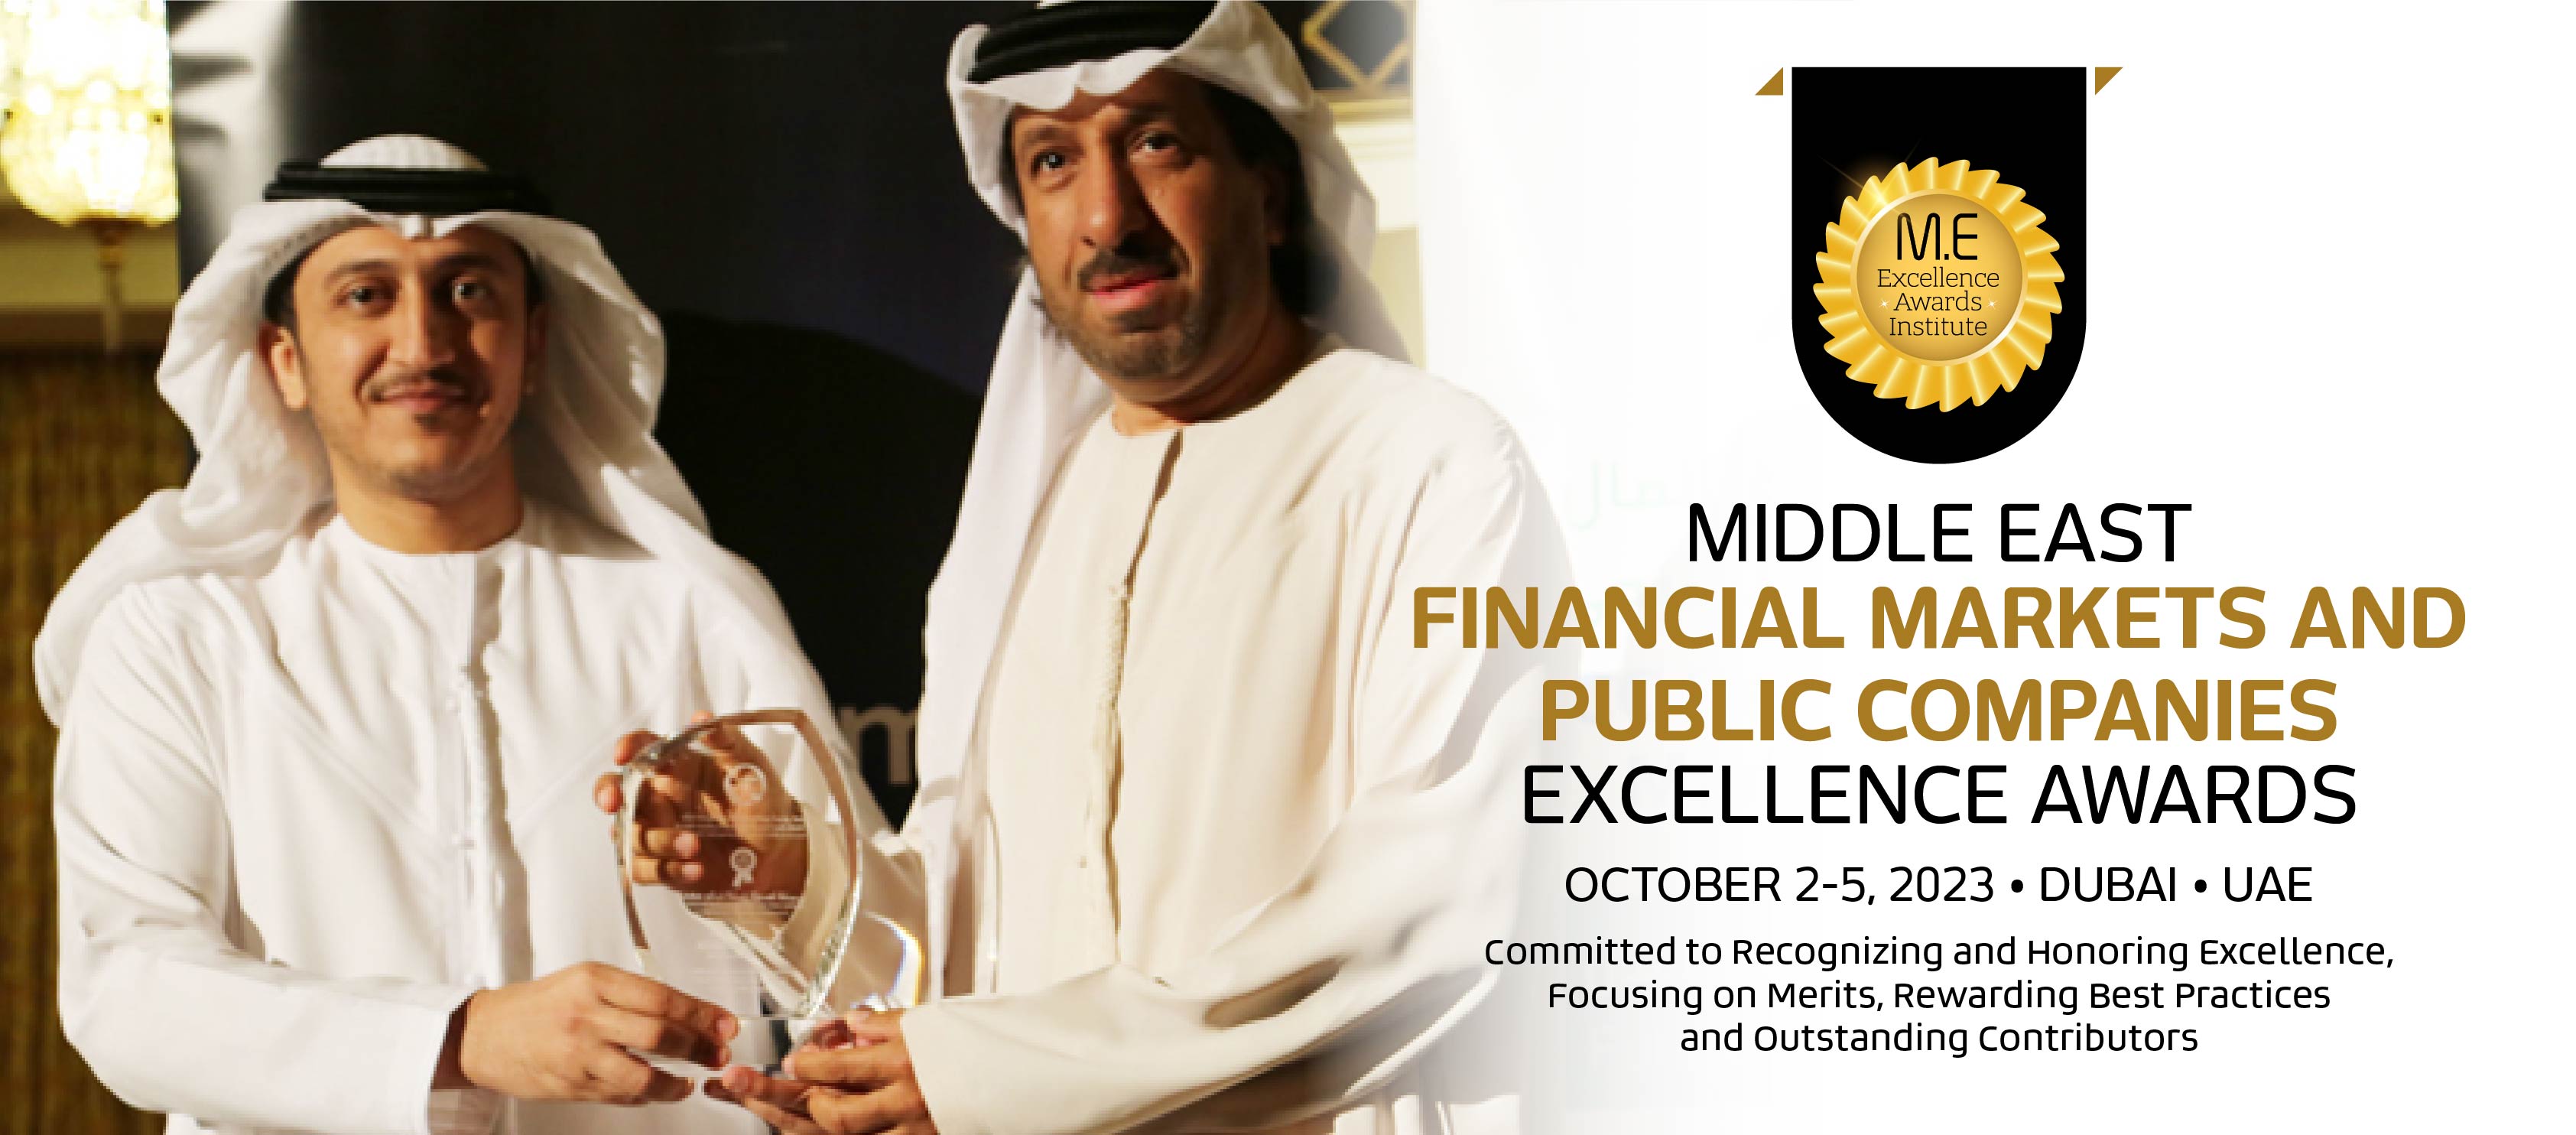 M.E
Excellence
Awards
Institute
MIDDLE EAST
FINANCIAL MARKETS AND
PUBLIC COMPANIES
EXCELLENCE AWARDS
OCTOBER 2-5, 2023 • DUBAI • UAE
Committed to Recognizing and Honoring Excellence,
Focusing on Merits, Rewarding Best Practices
and Outstanding Contributors